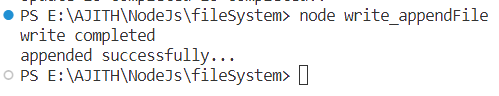 PS E:\AJITH\NodeJs\fileSystem> node write_appendFile
write completed
appended successfully...
PS E:\AJITH\NodeJs\fileSystem>